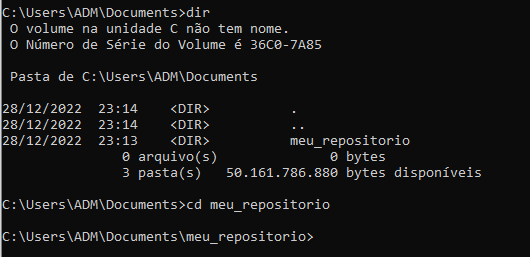 C:\Users\ADM\Documents>dir
 O volume na unidade C não tem nome.
 O Número de Série do Volume é 36C0-7A85

 Pasta de C:\Users\ADM\Documents

28/12/2022  23:14    <DIR>          .
28/12/2022  23:14    <DIR>          ..
28/12/2022  23:13    <DIR>          meu_repositorio
               0 arquivo(s)              0 bytes
               3 pasta(s)   50.161.786.880 bytes disponíveis

C:\Users\ADM\Documents>cd meu_repositorio

C:\Users\ADM\Documents\meu_repositorio>